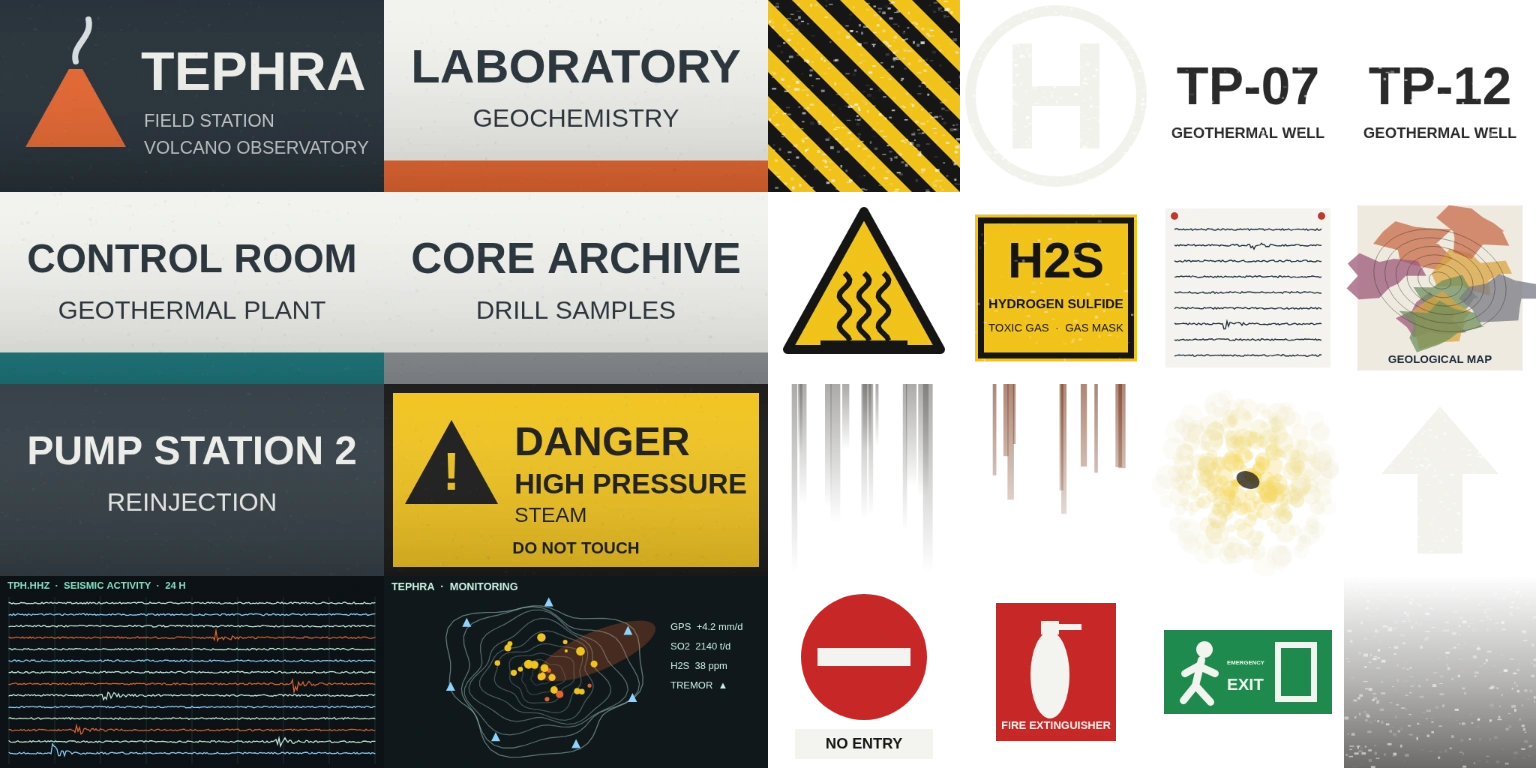 TEPHRA
FIELD STATION
VOLCANO OBSERVATORY
LABORATORY
GEOCHEMISTRY
H
TP-07
GEOTHERMAL WELL
TP-12
GEOTHERMAL WELL
CONTROL ROOM
GEOTHERMAL PLANT
CORE ARCHIVE
DRILL SAMPLES
H2S
HYDROGEN SULFIDE
TOXIC GAS · GAS MASK
GEOLOGICAL MAP
PUMP STATION 2
REINJECTION
!
DANGER
HIGH PRESSURE
STEAM
DO NOT TOUCH
TPH.HHZ · SEISMIC ACTIVITY · 24 H
TEPHRA · MONITORING
GPS +4.2 mm/d
SO2 2140 t/d
H2S 38 ppm
TREMOR ▲
NO ENTRY
FIRE EXTINGUISHER
EMERGENCY
EXIT